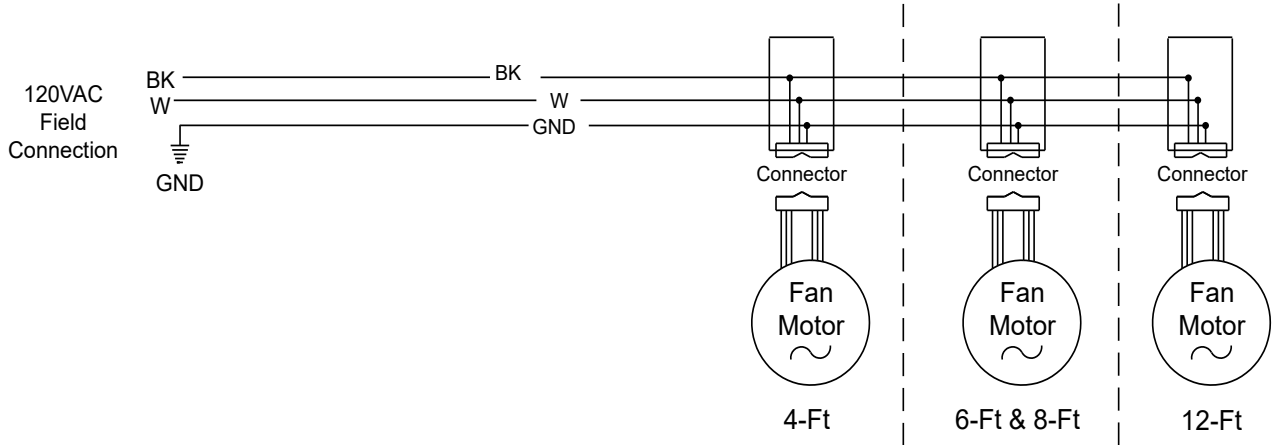 120VAC
Field
Connection
BK
W
GND
BK
W
GND
Connector
Connector
Connector
Fan
Motor
Fan
Motor
Fan
Motor
4-Ft
6-Ft & 8-Ft
12-Ft